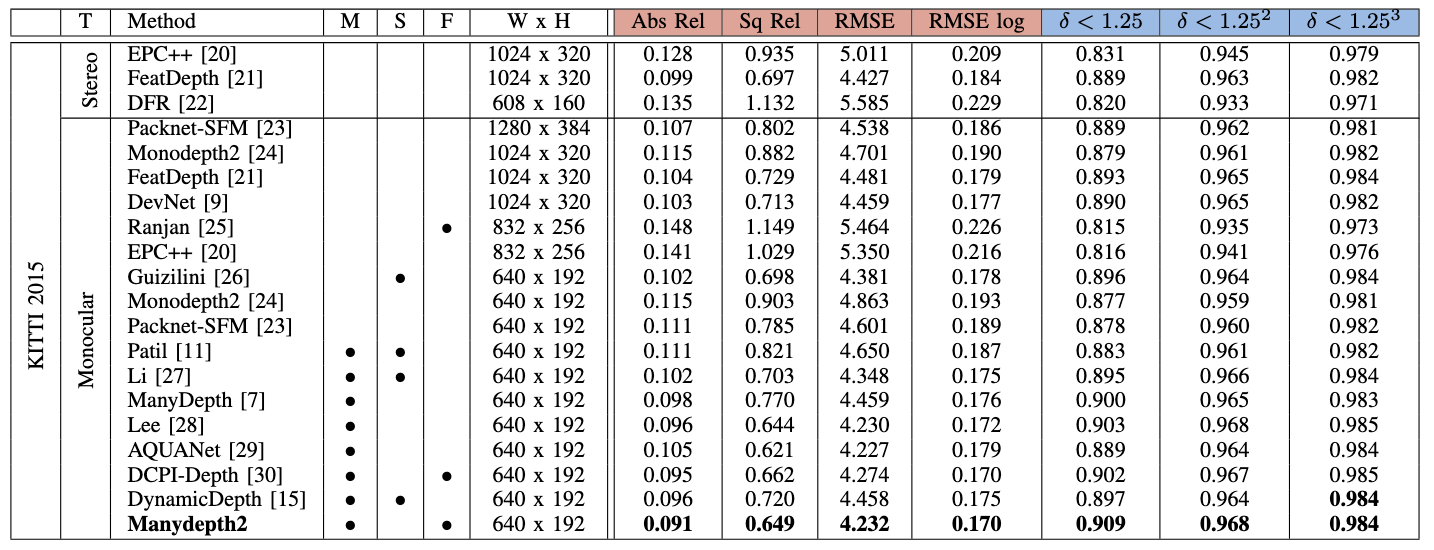 T Method M S F W x H Abs Rel Sq Rel RMSE RMSE log δ < 1.25 δ < 1.25² δ < 1.25³
KITTI 2015
Stereo
EPC++ [20] 1024 x 320 0.128 0.935 5.011 0.209 0.831 0.945 0.979
FeatDepth [21] 1024 x 320 0.099 0.697 4.427 0.184 0.889 0.963 0.982
DFR [22] 608 x 160 0.135 1.132 5.585 0.229 0.820 0.933 0.971
Monocular
Packnet-SFM [23] 1280 x 384 0.107 0.802 4.538 0.186 0.889 0.962 0.981
Monodepth2 [24] 1024 x 320 0.115 0.882 4.701 0.190 0.879 0.961 0.982
FeatDepth [21] 1024 x 320 0.104 0.729 4.481 0.179 0.893 0.965 0.984
DevNet [9] 1024 x 320 0.103 0.713 4.459 0.177 0.890 0.965 0.982
Ranjan [25] • 832 x 256 0.148 1.149 5.464 0.226 0.815 0.935 0.973
EPC++ [20] 832 x 256 0.141 1.029 5.350 0.216 0.816 0.941 0.976
Guizilini [26] • 640 x 192 0.102 0.698 4.381 0.178 0.896 0.964 0.984
Monodepth2 [24] 640 x 192 0.115 0.903 4.863 0.193 0.877 0.959 0.981
Packnet-SFM [23] 640 x 192 0.111 0.785 4.601 0.189 0.878 0.960 0.982
Patil [11] • • 640 x 192 0.111 0.821 4.650 0.187 0.883 0.961 0.982
Li [27] • • 640 x 192 0.102 0.703 4.348 0.175 0.895 0.966 0.984
ManyDepth [7] • 640 x 192 0.098 0.770 4.459 0.176 0.900 0.965 0.983
Lee [28] • 640 x 192 0.096 0.644 4.230 0.172 0.903 0.968 0.985
AQUANet [29] • 640 x 192 0.105 0.621 4.227 0.179 0.889 0.964 0.984
DCPI-Depth [30] • • 640 x 192 0.095 0.662 4.274 0.170 0.902 0.967 0.985
DynamicDepth [15] • • 640 x 192 0.096 0.720 4.458 0.175 0.897 0.964 0.984
Manydepth2 • • 640 x 192 0.091 0.649 4.232 0.170 0.909 0.968 0.984